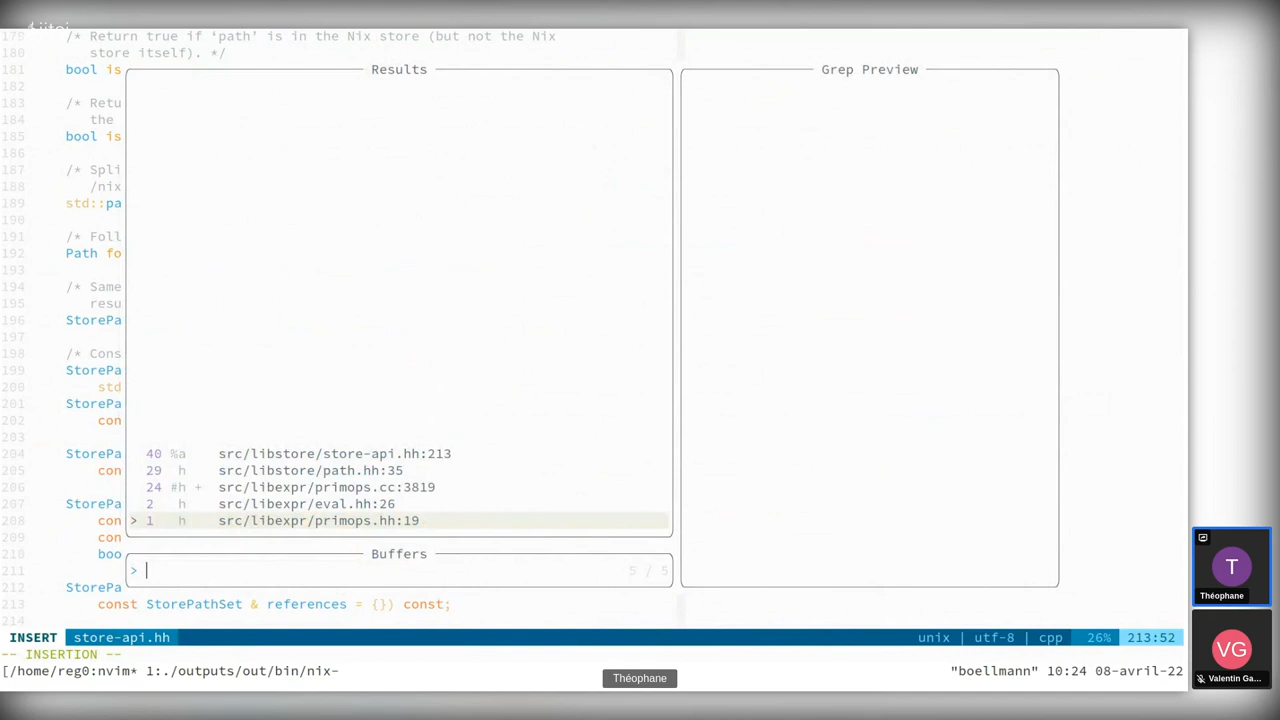 179 /* Return true if ‘path’ is in the Nix store (but not the Nix
180 store itself). */
181 bool is
182
183 /* Retu
184 the
185 bool is
186
187 /* Spli
188 /nix
189 std::pa
190
191 /* Foll
192 Path fo
193
194 /* Same
195 resu
196 StorePa
197
198 /* Cons
199 StorePa
200 std
201 StorePa
202 con
203
204 StorePa
205 con
206
207 StorePa
208 con
209 con
210 boo
211
212 StorePa
213 const StorePathSet & references = {}) const;
214
Results
40 %a src/libstore/store-api.hh:213
29 h src/libstore/path.hh:35
24 #h + src/libexpr/primops.cc:3819
2 h src/libexpr/eval.hh:26
> 1 h src/libexpr/primops.hh:19
Buffers
> 5 / 5
Grep Preview
INSERT store-api.hh unix | utf-8 | cpp 26% 213:52
-- INSERTION --
[/home/reg0:nvim* 1:./outputs/out/bin/nix- "boellmann" 10:24 08-avril-22
Théophane
T
Théophane
VG
Valentin Ga...